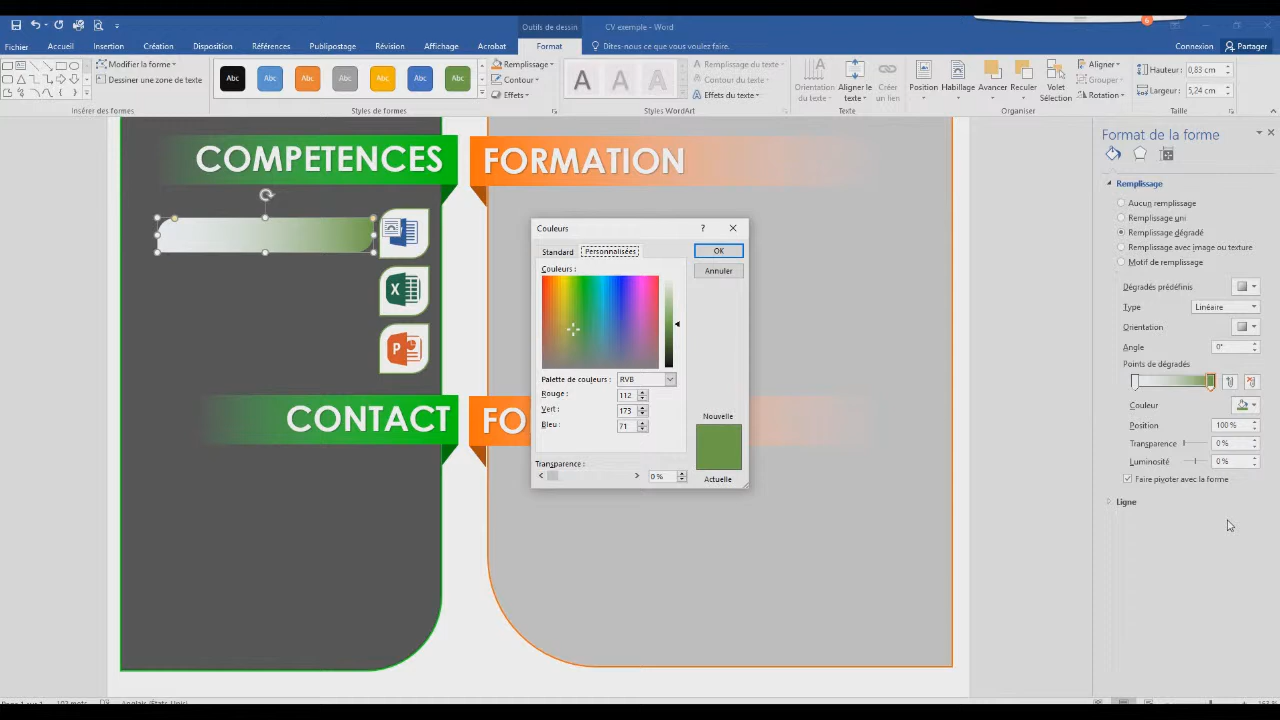 Outils de dessin
CV exemple - Word
6
Fichier Accueil Insertion Création Disposition Références Publipostage Révision Affichage Acrobat Format Dites-nous ce que vous voulez faire. Connexion Partager
Modifier la forme
Dessiner une zone de texte
Insérer des formes
Abc Abc Abc Abc Abc Abc Abc
Styles de formes
Remplissage
Contour
Effets
A A A
Styles WordArt
Remplissage du texte
Contour du texte
Effets du texte
Orientation du texte
Aligner le texte
Créer un lien
Texte
Position
Habillage
Avancer
Reculer
Volet Sélection
Aligner
Grouper
Rotation
Organiser
Hauteur: 0,83 cm
Largeur: 5,24 cm
Taille
COMPETENCES
FORMATION
W
X
P
CONTACT
FO
Couleurs
?
Standard Personnalisées
OK
Annuler
Couleurs :
Palette de couleurs : RVB
Rouge : 112
Vert : 173
Bleu : 71
Transparence :
0 %
Nouvelle
Actuelle
Format de la forme
Remplissage
Aucun remplissage
Remplissage uni
Remplissage dégradé
Remplissage avec image ou texture
Motif de remplissage
Dégradés prédéfinis
Type Linéaire
Orientation
Angle 0°
Points de dégradés
Couleur
Position 100 %
Transparence 0 %
Luminosité 0 %
Faire pivoter avec la forme
Ligne